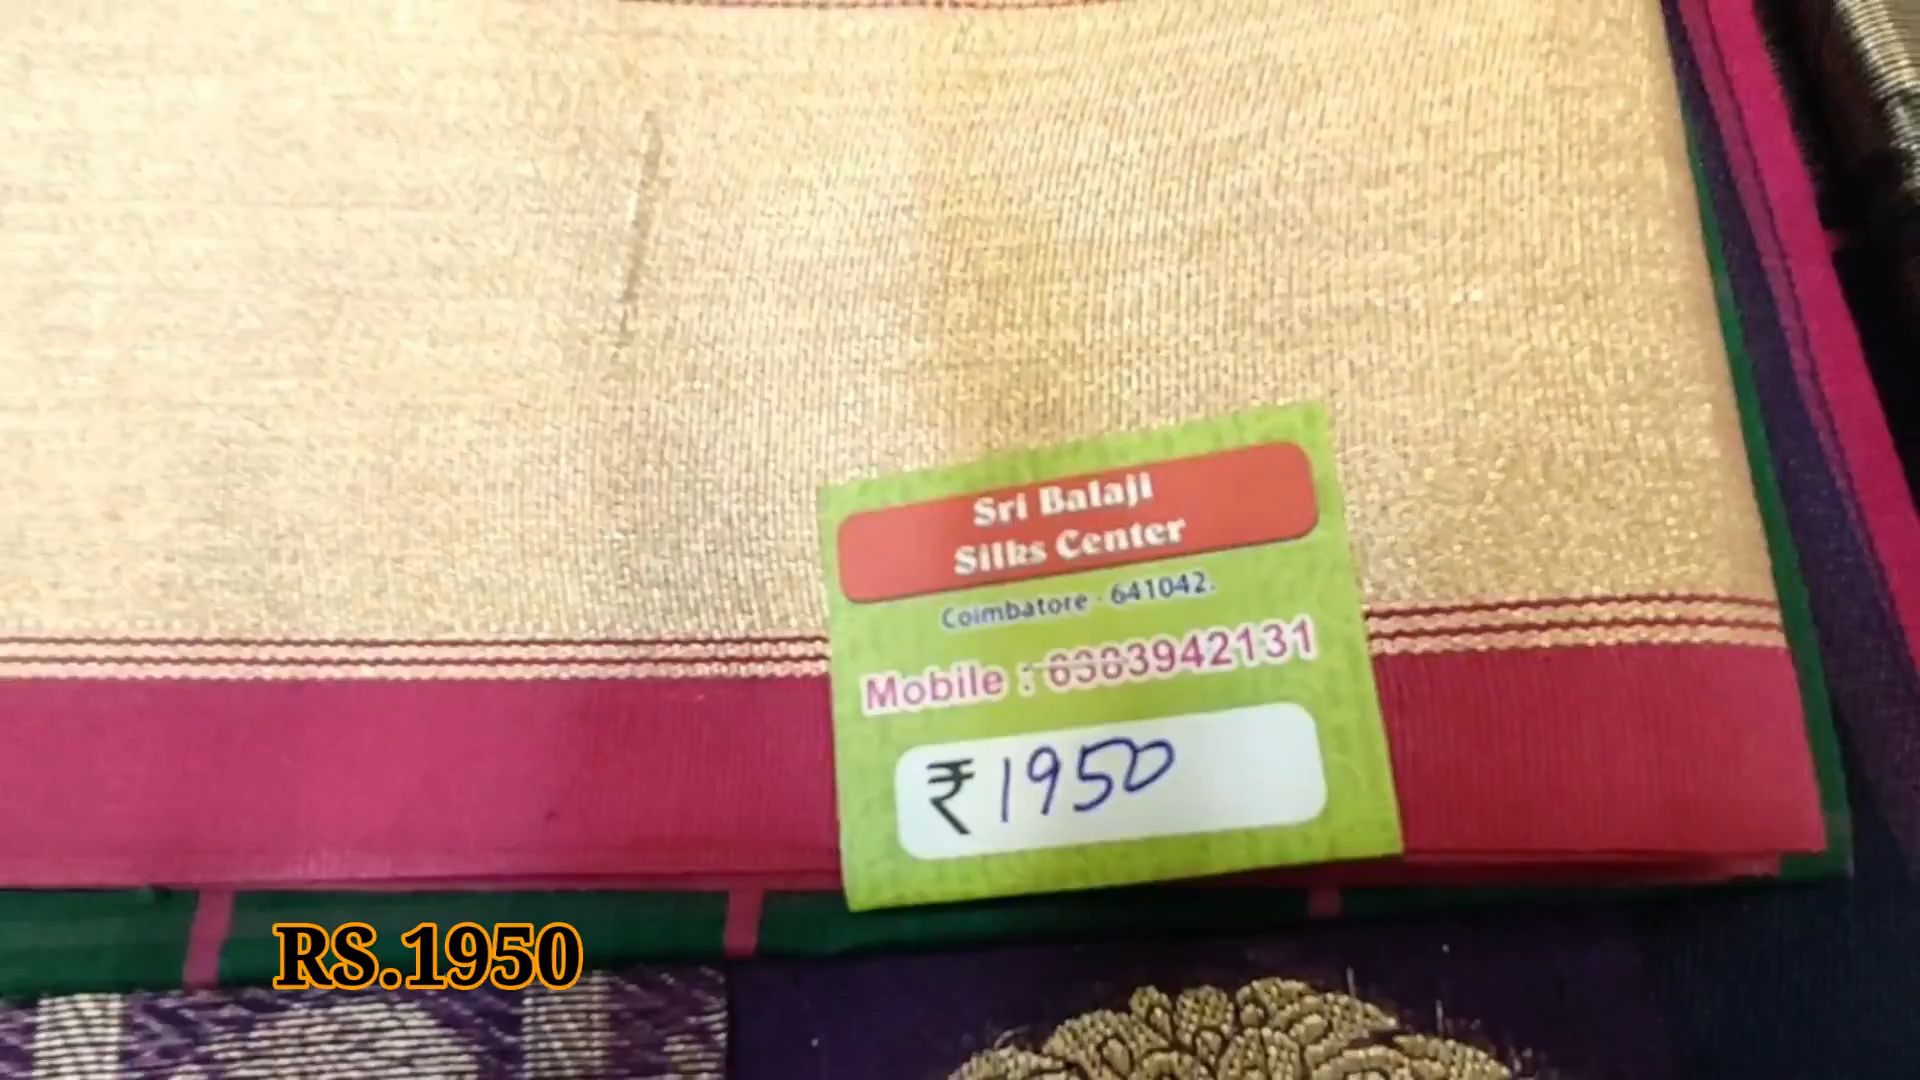 Sri Balaji
Silks Center
Coimbatore - 641042.
Mobile : 6383942131
₹ 1950
RS.1950